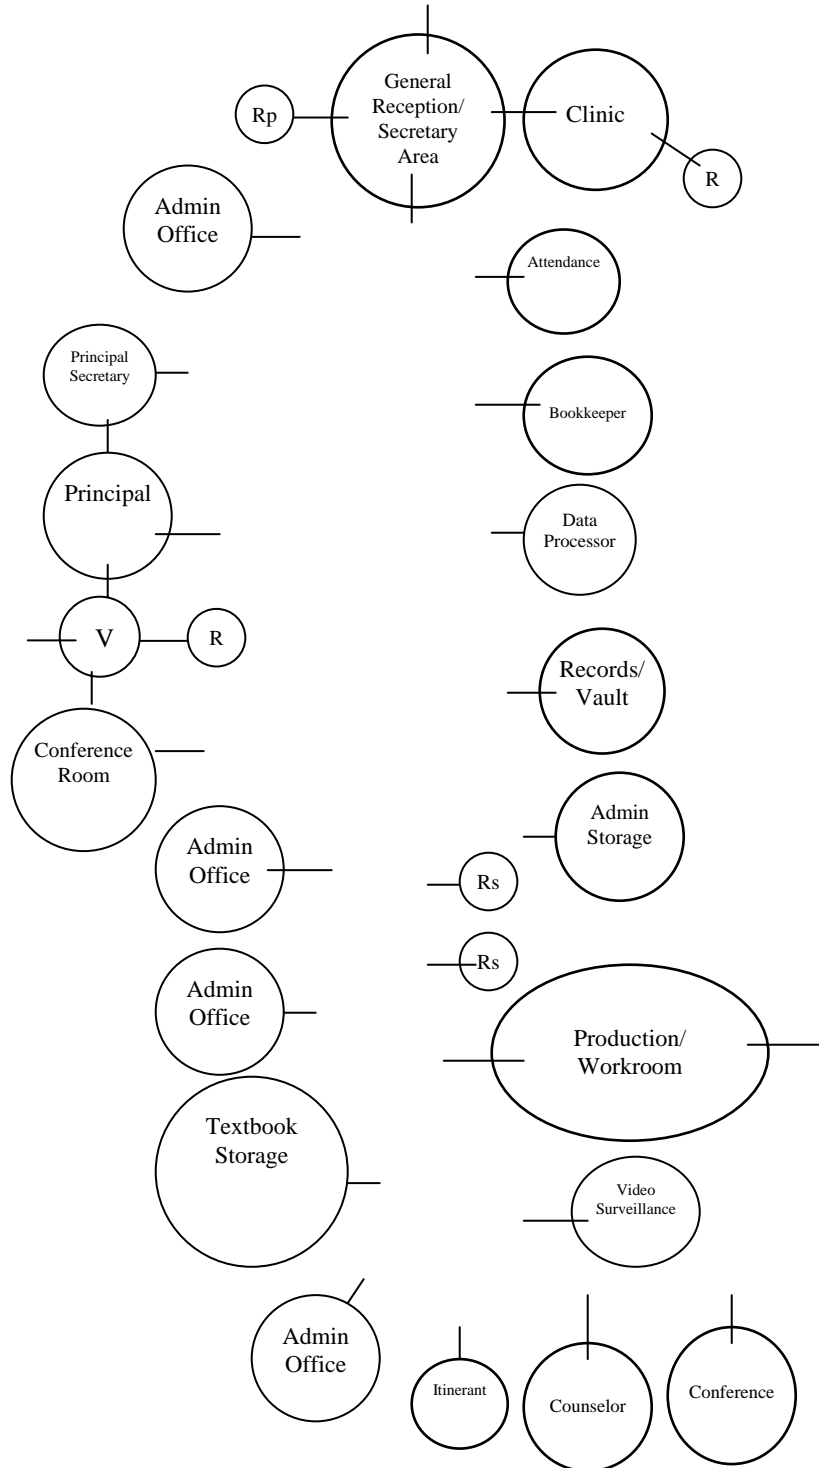 General
Reception/
Secretary
Area
Rp
Clinic
R
Admin
Office
Attendance
Principal
Secretary
Bookkeeper
Principal
Data
Processor
V
R
Records/
Vault
Conference
Room
Admin
Storage
Admin
Office
Rs
Rs
Admin
Office
Production/
Workroom
Textbook
Storage
Video
Surveillance
Admin
Office
Itinerant
Counselor
Conference